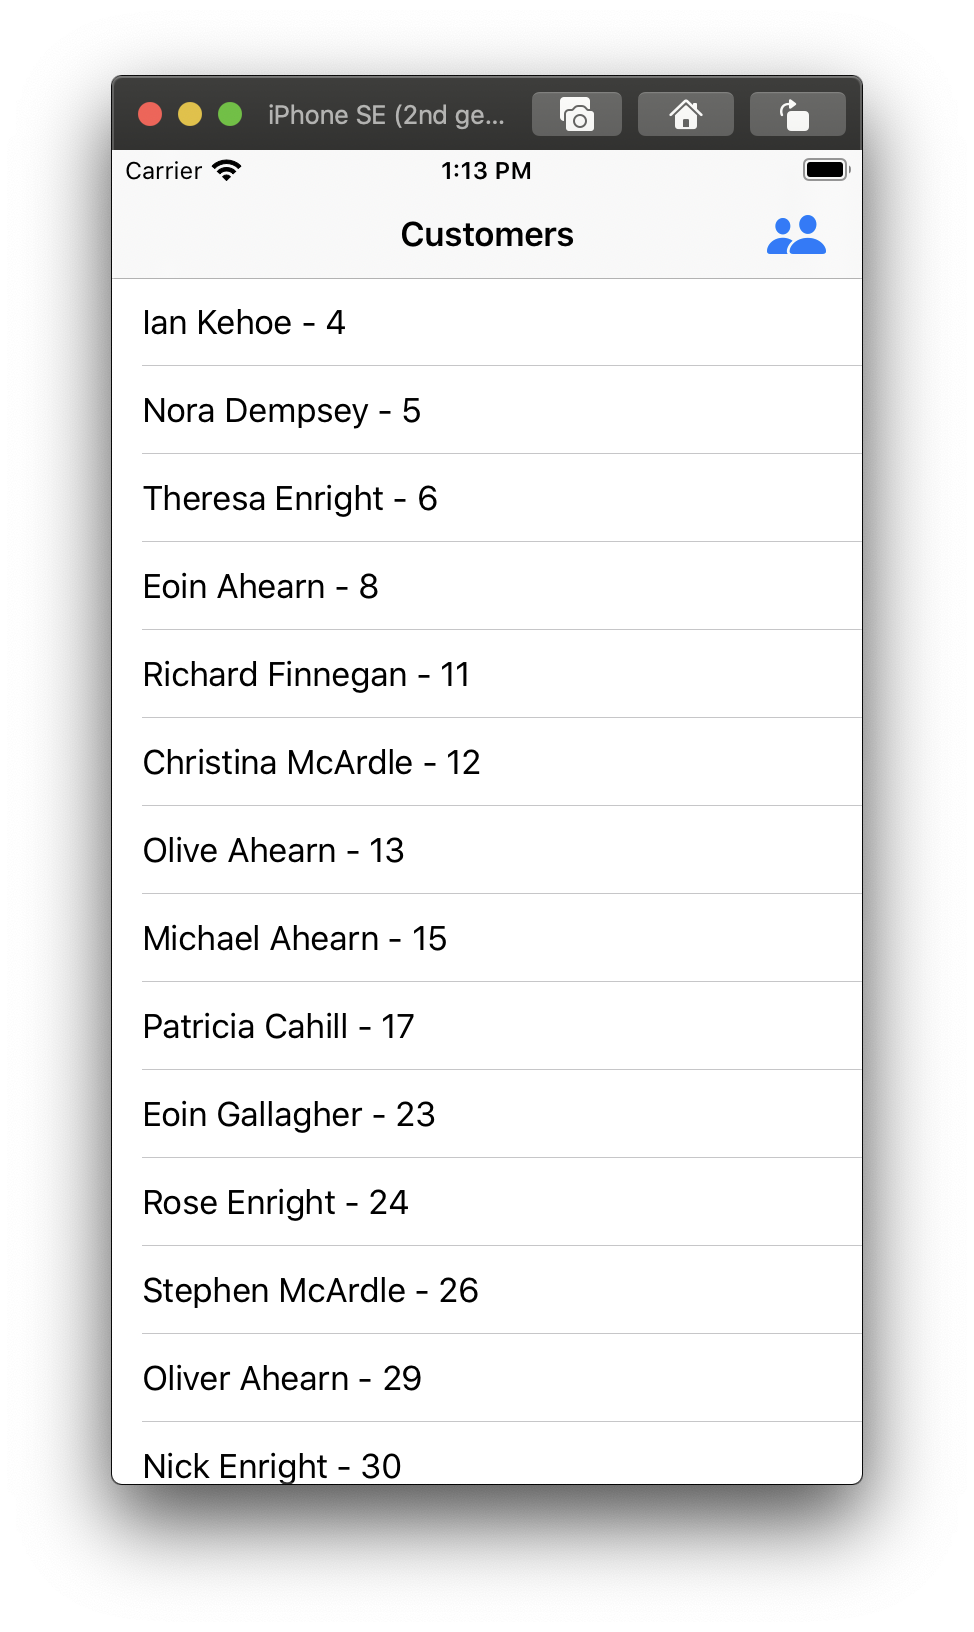 iPhone SE (2nd ge...
Carrier 1:13 PM
Customers
Ian Kehoe - 4
Nora Dempsey - 5
Theresa Enright - 6
Eoin Ahearn - 8
Richard Finnegan - 11
Christina McArdle - 12
Olive Ahearn - 13
Michael Ahearn - 15
Patricia Cahill - 17
Eoin Gallagher - 23
Rose Enright - 24
Stephen McArdle - 26
Oliver Ahearn - 29
Nick Enright - 30